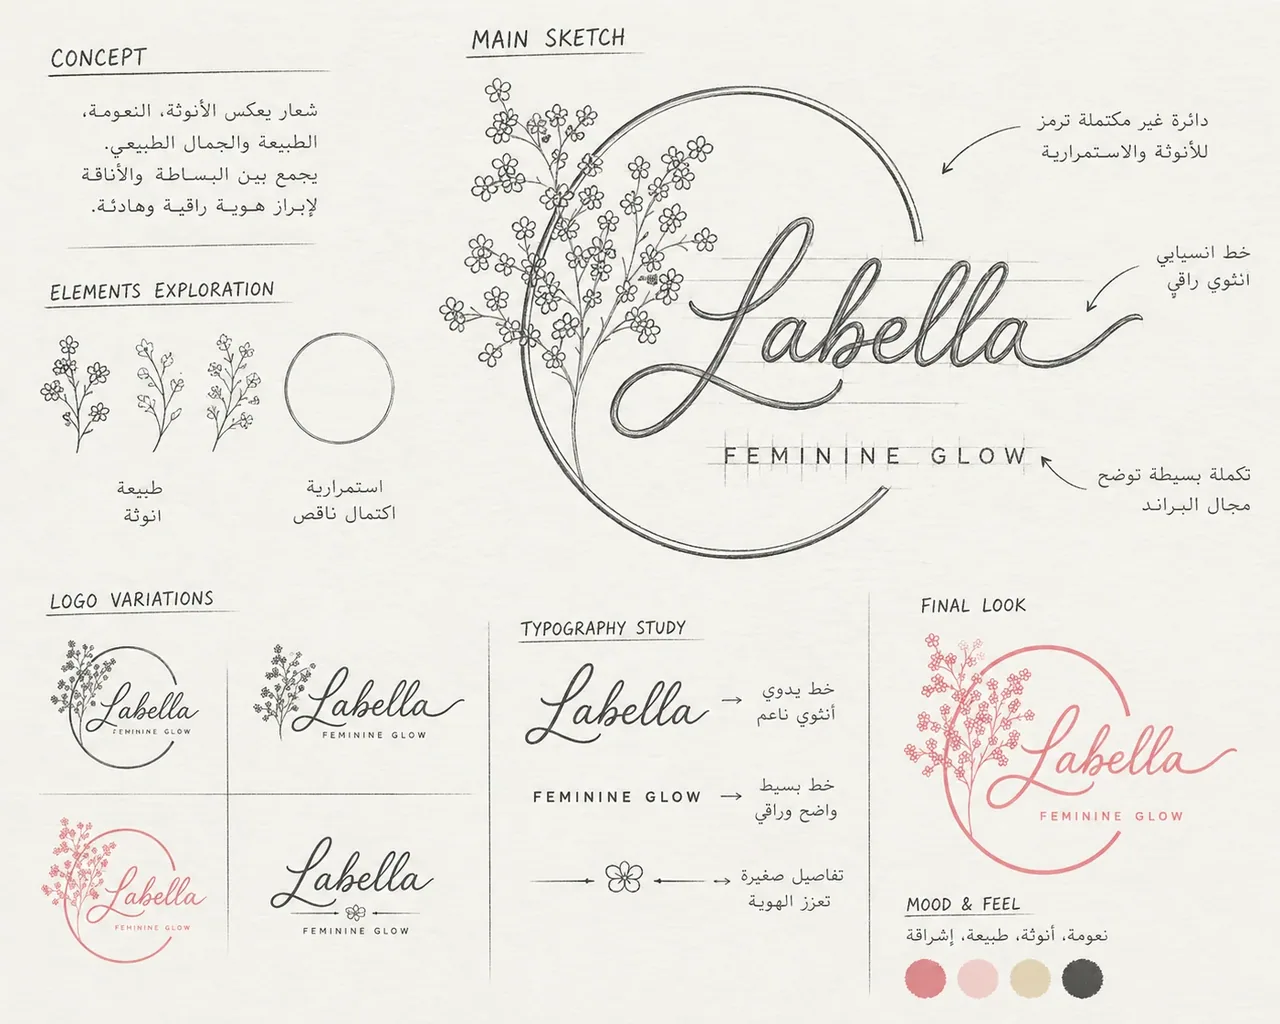 CONCEPT
شعار يعكس الأنوثة، النعومة،
الطبيعة والجمال الطبيعي.
يجمع بين البساطة والأناقة
لإبراز هوية راقية وهادئة.
ELEMENTS EXPLORATION
طبيعة
انوثة
استمرارية
اكتمال ناقص
MAIN SKETCH
دائرة غير مكتملة ترمز
للأنوثة والاستمرارية
خط انسيابي
انثوي راقي
Labella
FEMININE GLOW
تكملة بسيطة توضح
مجال البراند
LOGO VARIATIONS
Labella
FEMININE GLOW
Labella
FEMININE GLOW
Labella
FEMININE GLOW
Labella
FEMININE GLOW
TYPOGRAPHY STUDY
Labella
خط يدوي
أنثوي ناعم
FEMININE GLOW
خط بسيط
واضح وراقي
تفاصيل صغيرة
تعزز الهوية
FINAL LOOK
Labella
FEMININE GLOW
MOOD & FEEL
نعومة، أنوثة، طبيعة، إشراقة